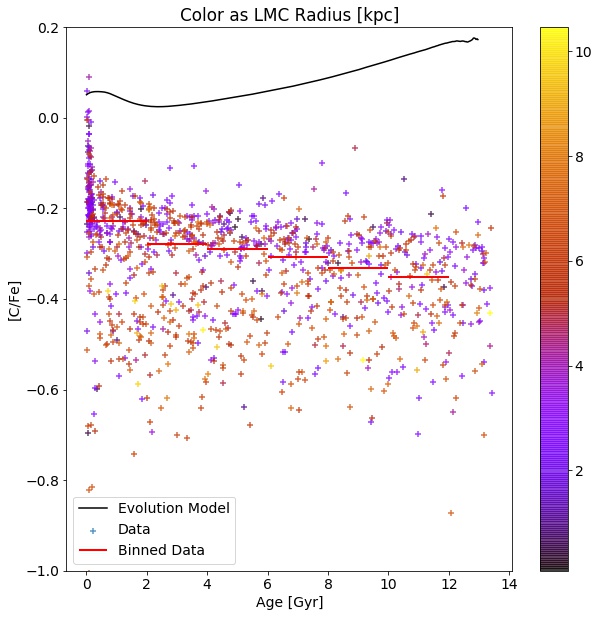 Color as LMC Radius [kpc]
0.2
0.0
−0.2
−0.4
−0.6
−0.8
−1.0
[C/Fe]
Evolution Model
Data
Binned Data
0 2 4 6 8 10 12 14
Age [Gyr]
10
8
6
4
2